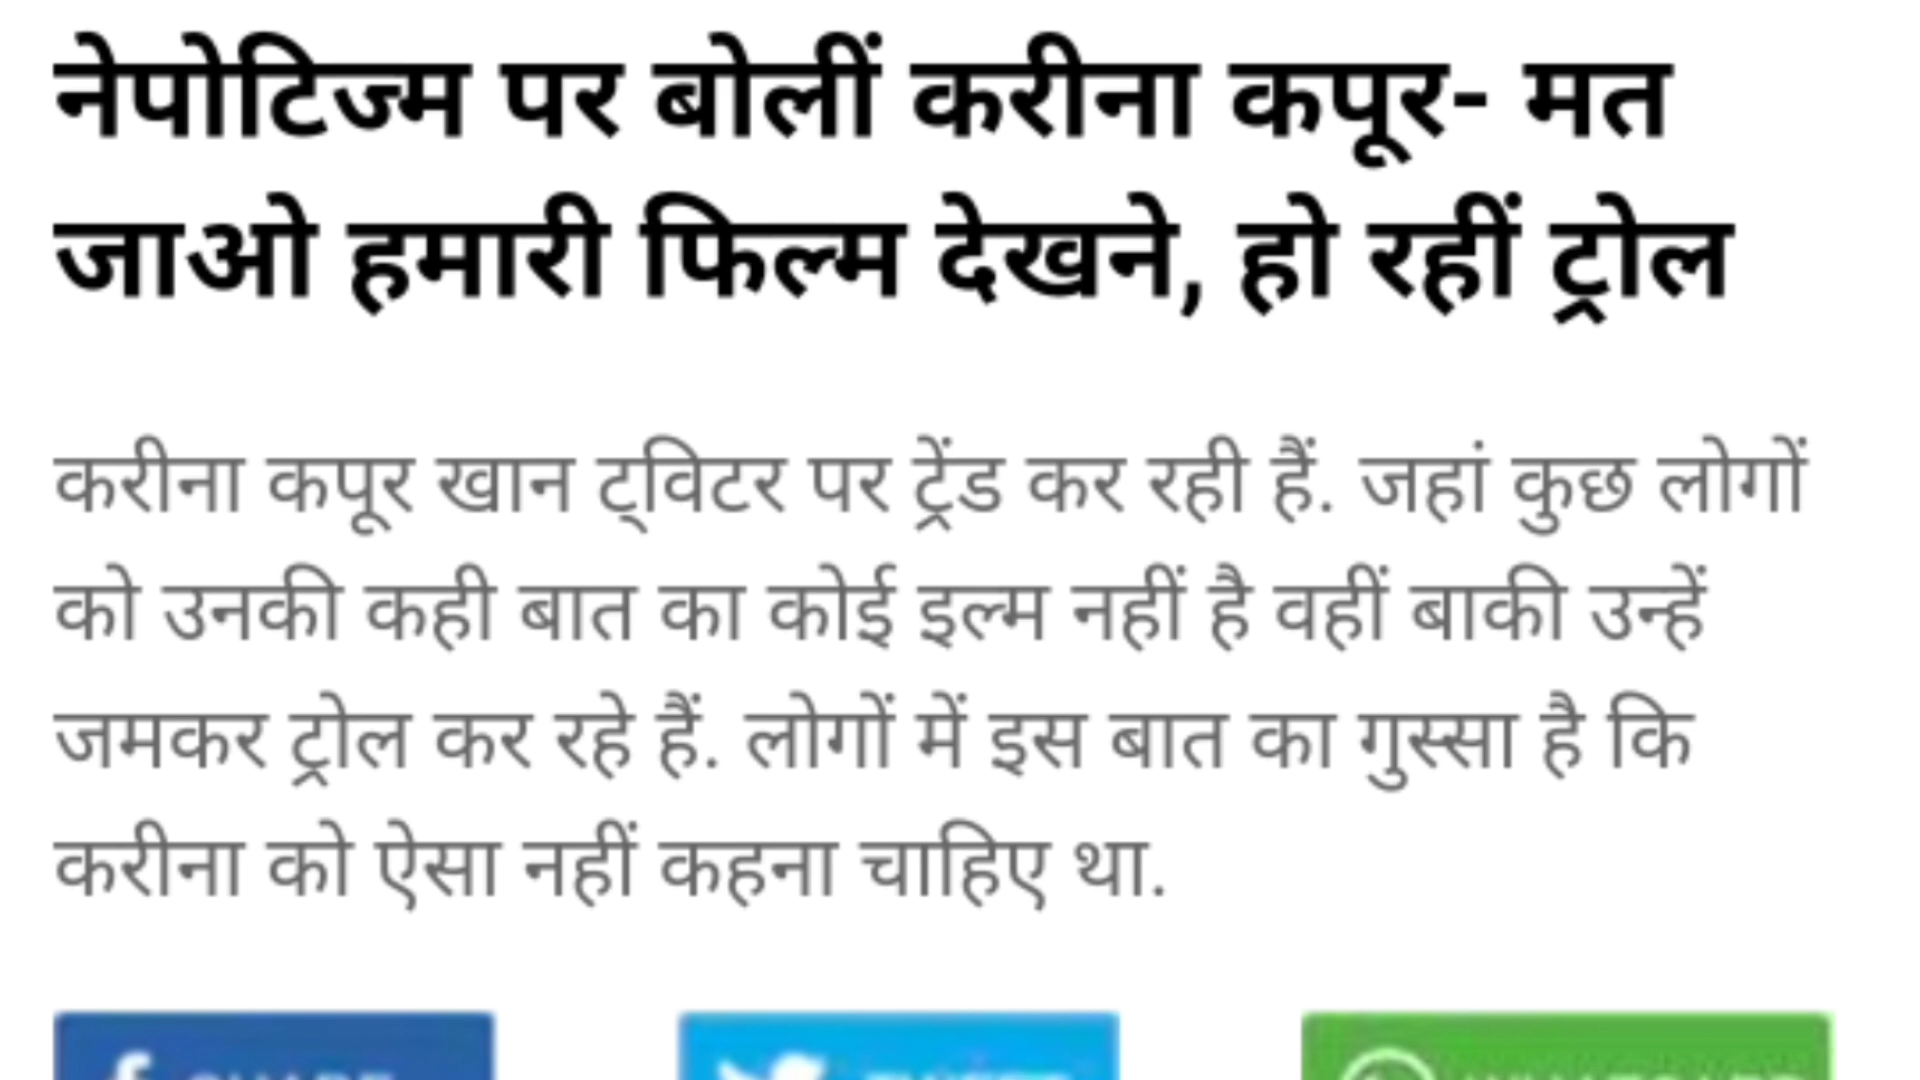 नेपोटिज्म पर बोलीं करीना कपूर- मत
जाओ हमारी फिल्म देखने, हो रहीं ट्रोल
करीना कपूर खान ट्विटर पर ट्रेंड कर रही हैं. जहां कुछ लोगों
को उनकी कही बात का कोई इल्म नहीं है वहीं बाकी उन्हें
जमकर ट्रोल कर रहे हैं. लोगों में इस बात का गुस्सा है कि
करीना को ऐसा नहीं कहना चाहिए था.